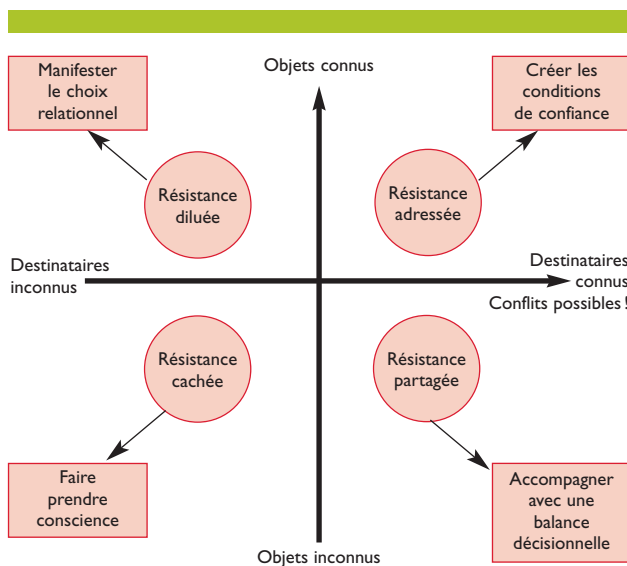 Manifester
le choix
relationnel
Objets connus
Créer les
conditions
de confiance
Résistance
diluée
Résistance
adressée
Destinataires
inconnus
Destinataires
connus
Conflits possibles !
Résistance
cachée
Résistance
partagée
Faire
prendre
conscience
Accompagner
avec une
balance
décisionnelle
Objets inconnus